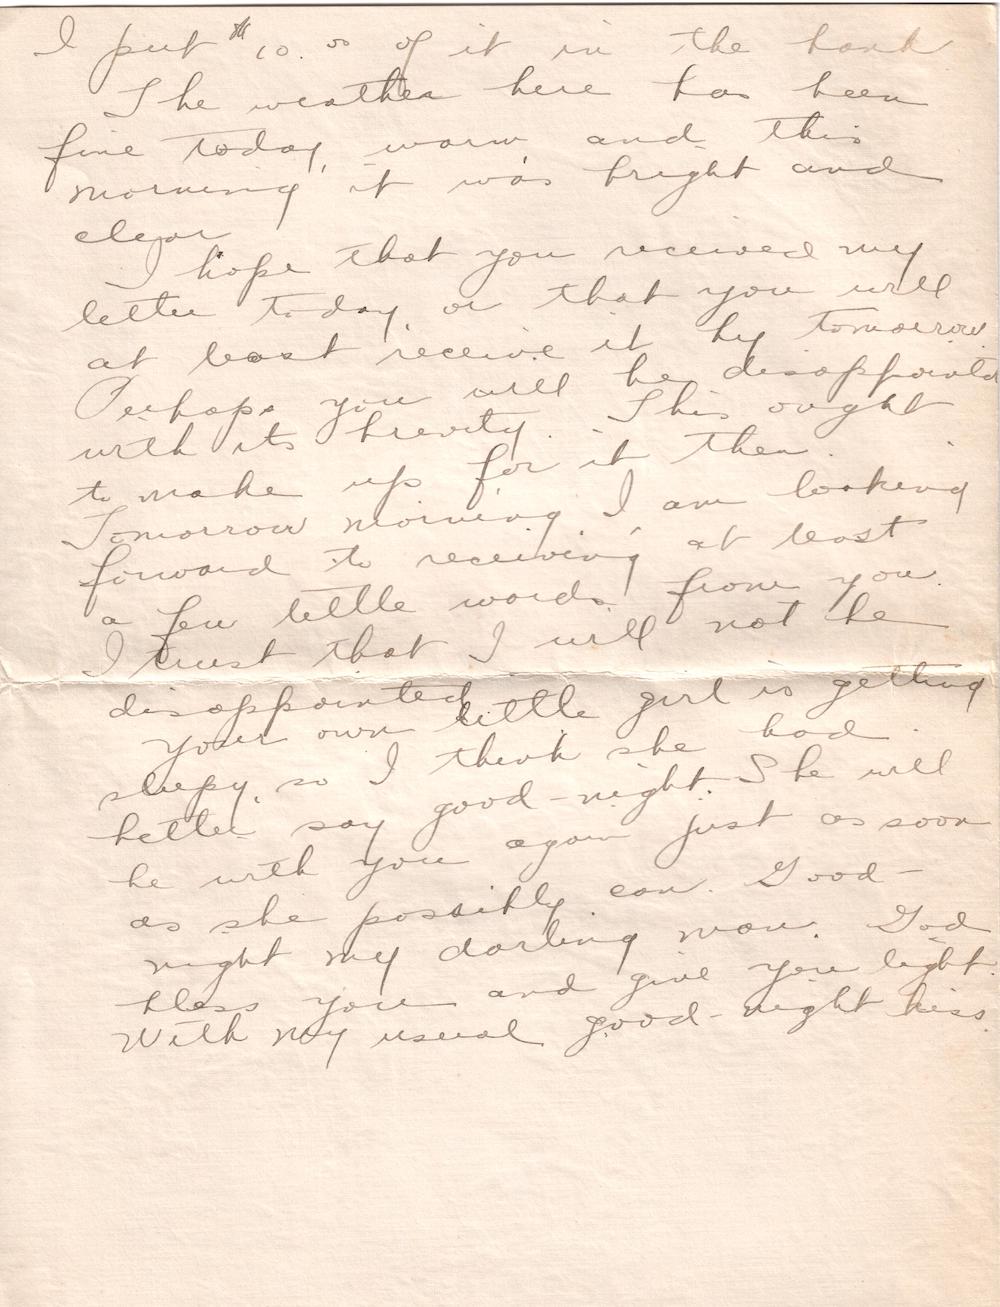 I put $10.00 of it in the bank
The weather here has been
fine today, warm and this
morning it was bright and
clear
I hope that you received my
letter today, or that you will
at least receive it by tomorrow.
Perhaps you will be disappointed
with its brevity. This ought
to make up for it then.
Tomorrow morning, I am looking
forward to receiving at least
a few little words from you.
I trust that I will not be
disappointed.
Your own little girl is getting
sleepy, so I think she had
better say good-night. She will
be with you again just as soon
as she possibly can. Good-
night my darling man. God
bless you and give you light.
With my usual good-night kiss.